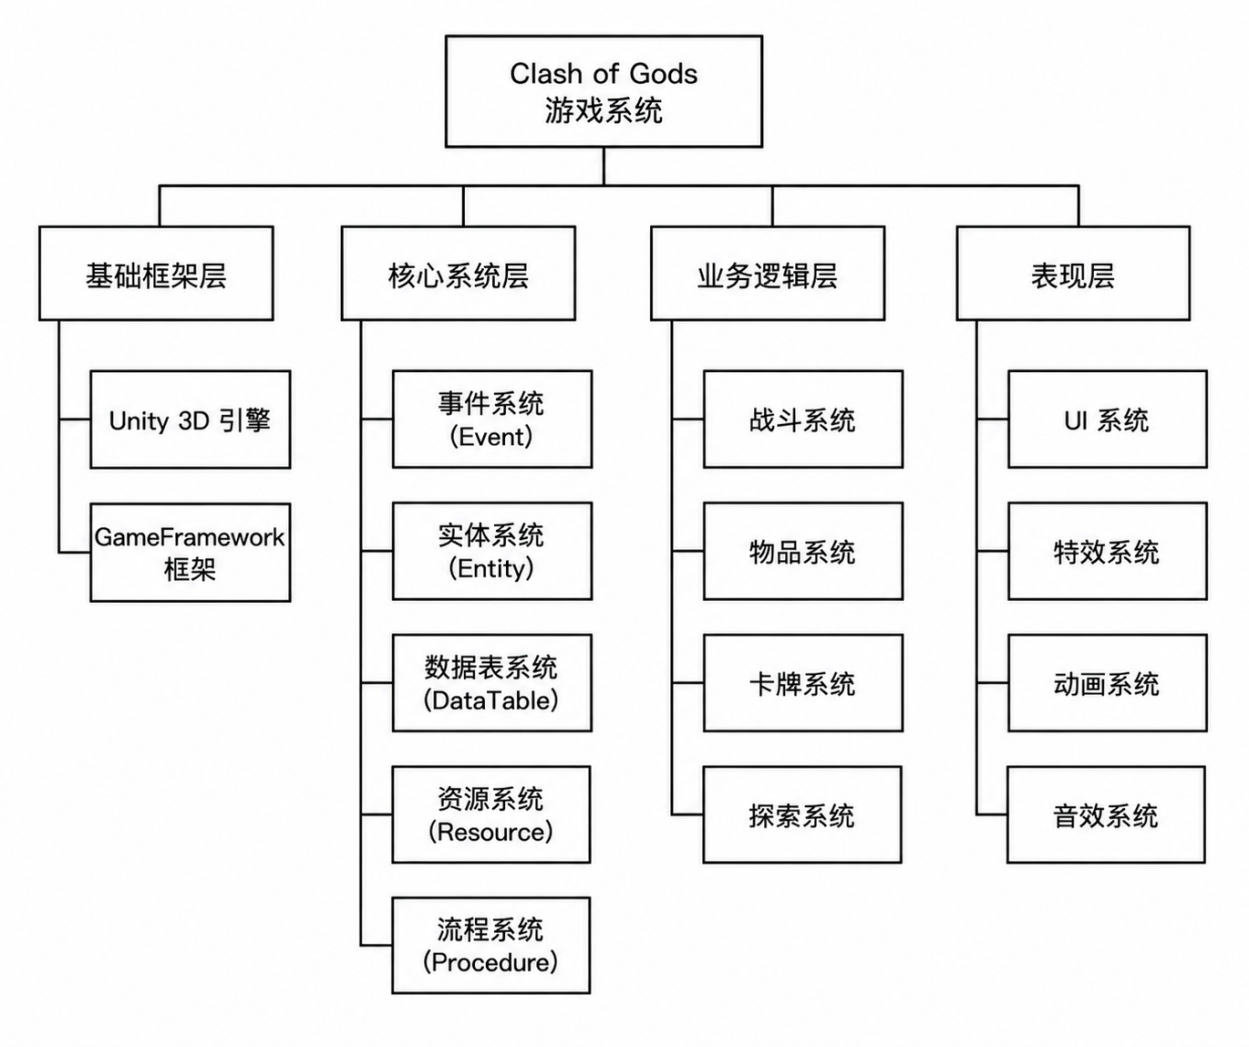 Clash of Gods
游戏系统
基础框架层
核心系统层
业务逻辑层
表现层
Unity 3D 引擎
GameFramework
框架
事件系统
(Event)
实体系统
(Entity)
数据表系统
(DataTable)
资源系统
(Resource)
流程系统
(Procedure)
战斗系统
物品系统
卡牌系统
探索系统
UI 系统
特效系统
动画系统
音效系统